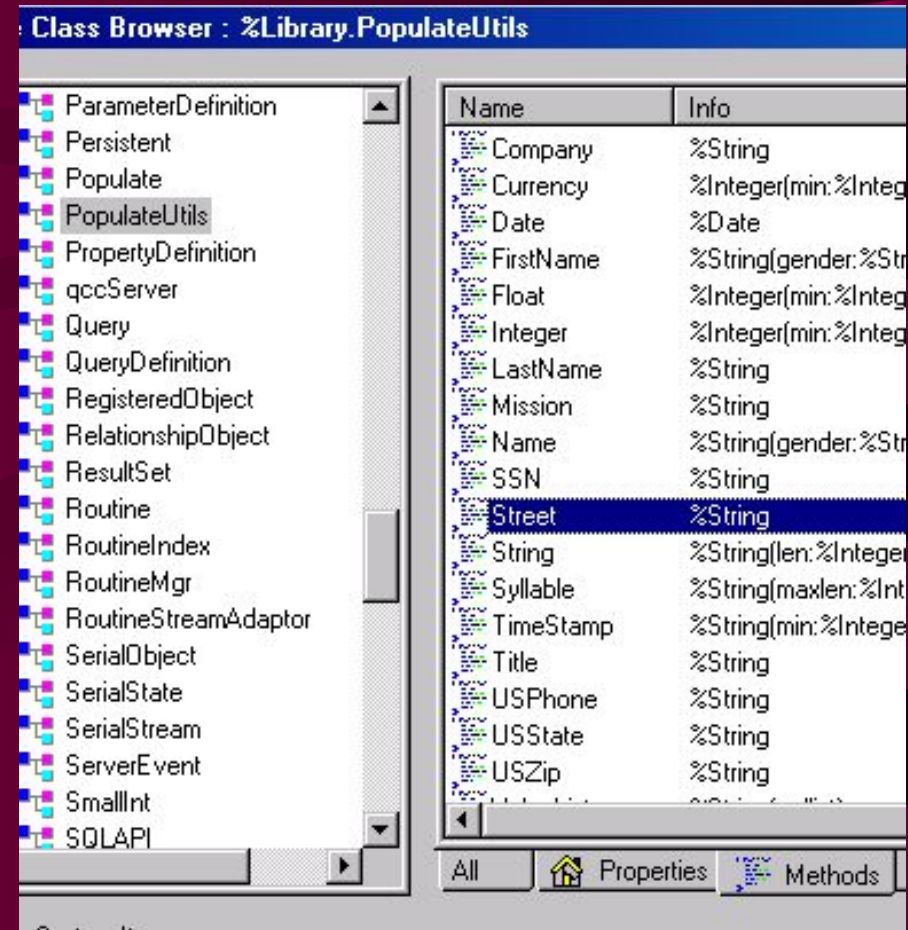 Class Browser : %Library.PopulateUtils
ParameterDefinition
Persistent
Populate
PopulateUtils
PropertyDefinition
qccServer
Query
QueryDefinition
RegisteredObject
RelationshipObject
ResultSet
Routine
RoutineIndex
RoutineMgr
RoutineStreamAdaptor
SerialObject
SerialState
SerialStream
ServerEvent
SmallInt
SQLAPI
Name Info
Company %String
Currency %Integer(min:%Integ
Date %Date
FirstName %String(gender:%Str
Float %Integer(min:%Integ
Integer %Integer(min:%Integ
LastName %String
Mission %String
Name %String(gender:%Str
SSN %String
Street %String
String %String(len:%Integer
Syllable %String(maxlen:%Int
TimeStamp %String(min:%Intege
Title %String
USPhone %String
USState %String
USZip %String
All Properties Methods